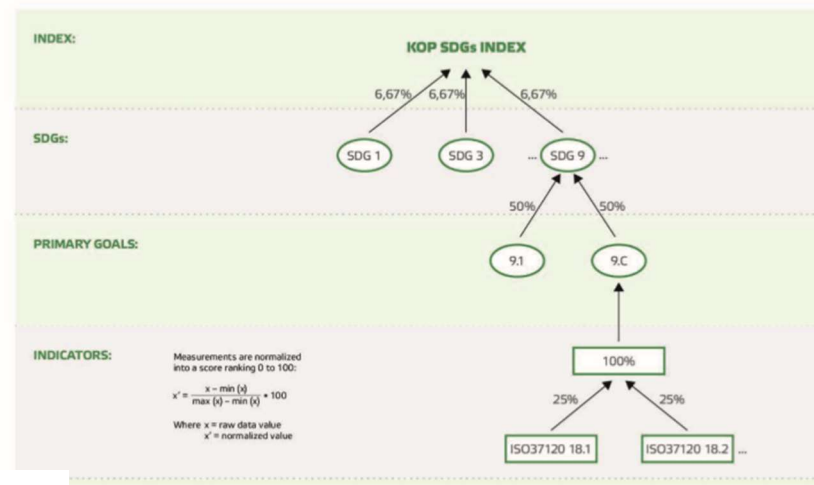 INDEX:
KOP SDGs INDEX
6,67% 6,67% 6,67%
SDGs:
SDG 1 SDG 3 ... SDG 9 ...
50% 50%
PRIMARY GOALS:
9.1 9.C
INDICATORS:
Measurements are normalized
into a score ranking 0 to 100:
x' = x – min (x) / max (x) – min (x) * 100
Where x = raw data value
x' = normalized value
100%
25% 25%
ISO37120 18.1 ISO37120 18.2 ...